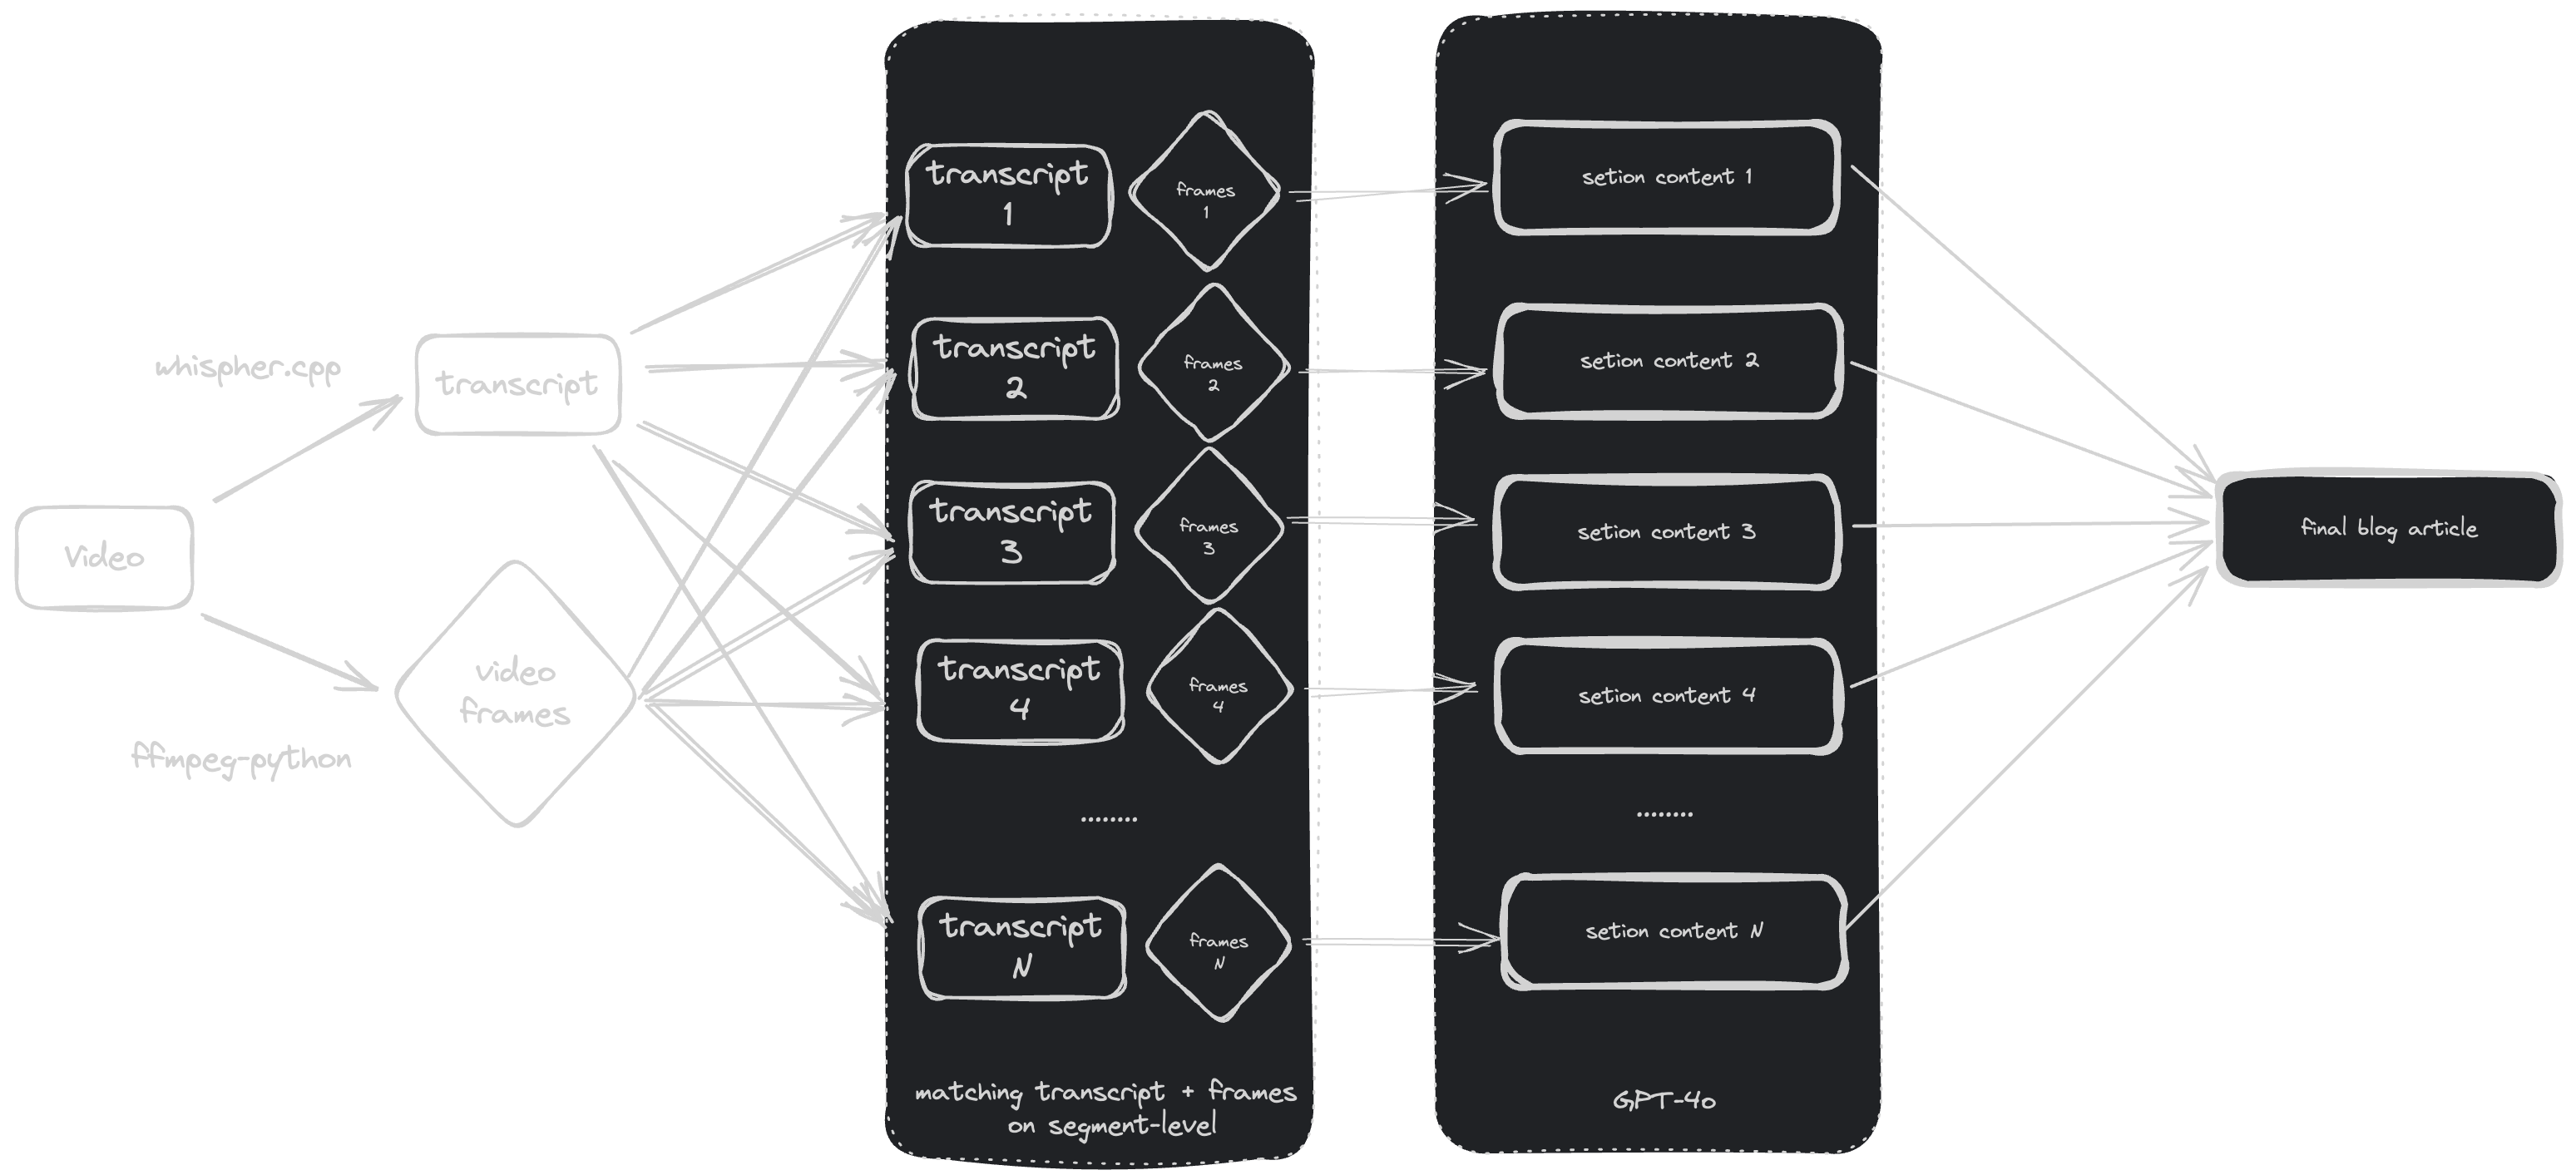 Video
whispher.cpp
ffmpeg-python
transcript
video
frames
transcript
1
frames
1
transcript
2
frames
2
transcript
3
frames
3
transcript
4
frames
4
........
transcript
N
frames
N
matching transcript + frames
on segment-level
setion content 1
setion content 2
setion content 3
setion content 4
........
setion content N
GPT-4o
final blog article